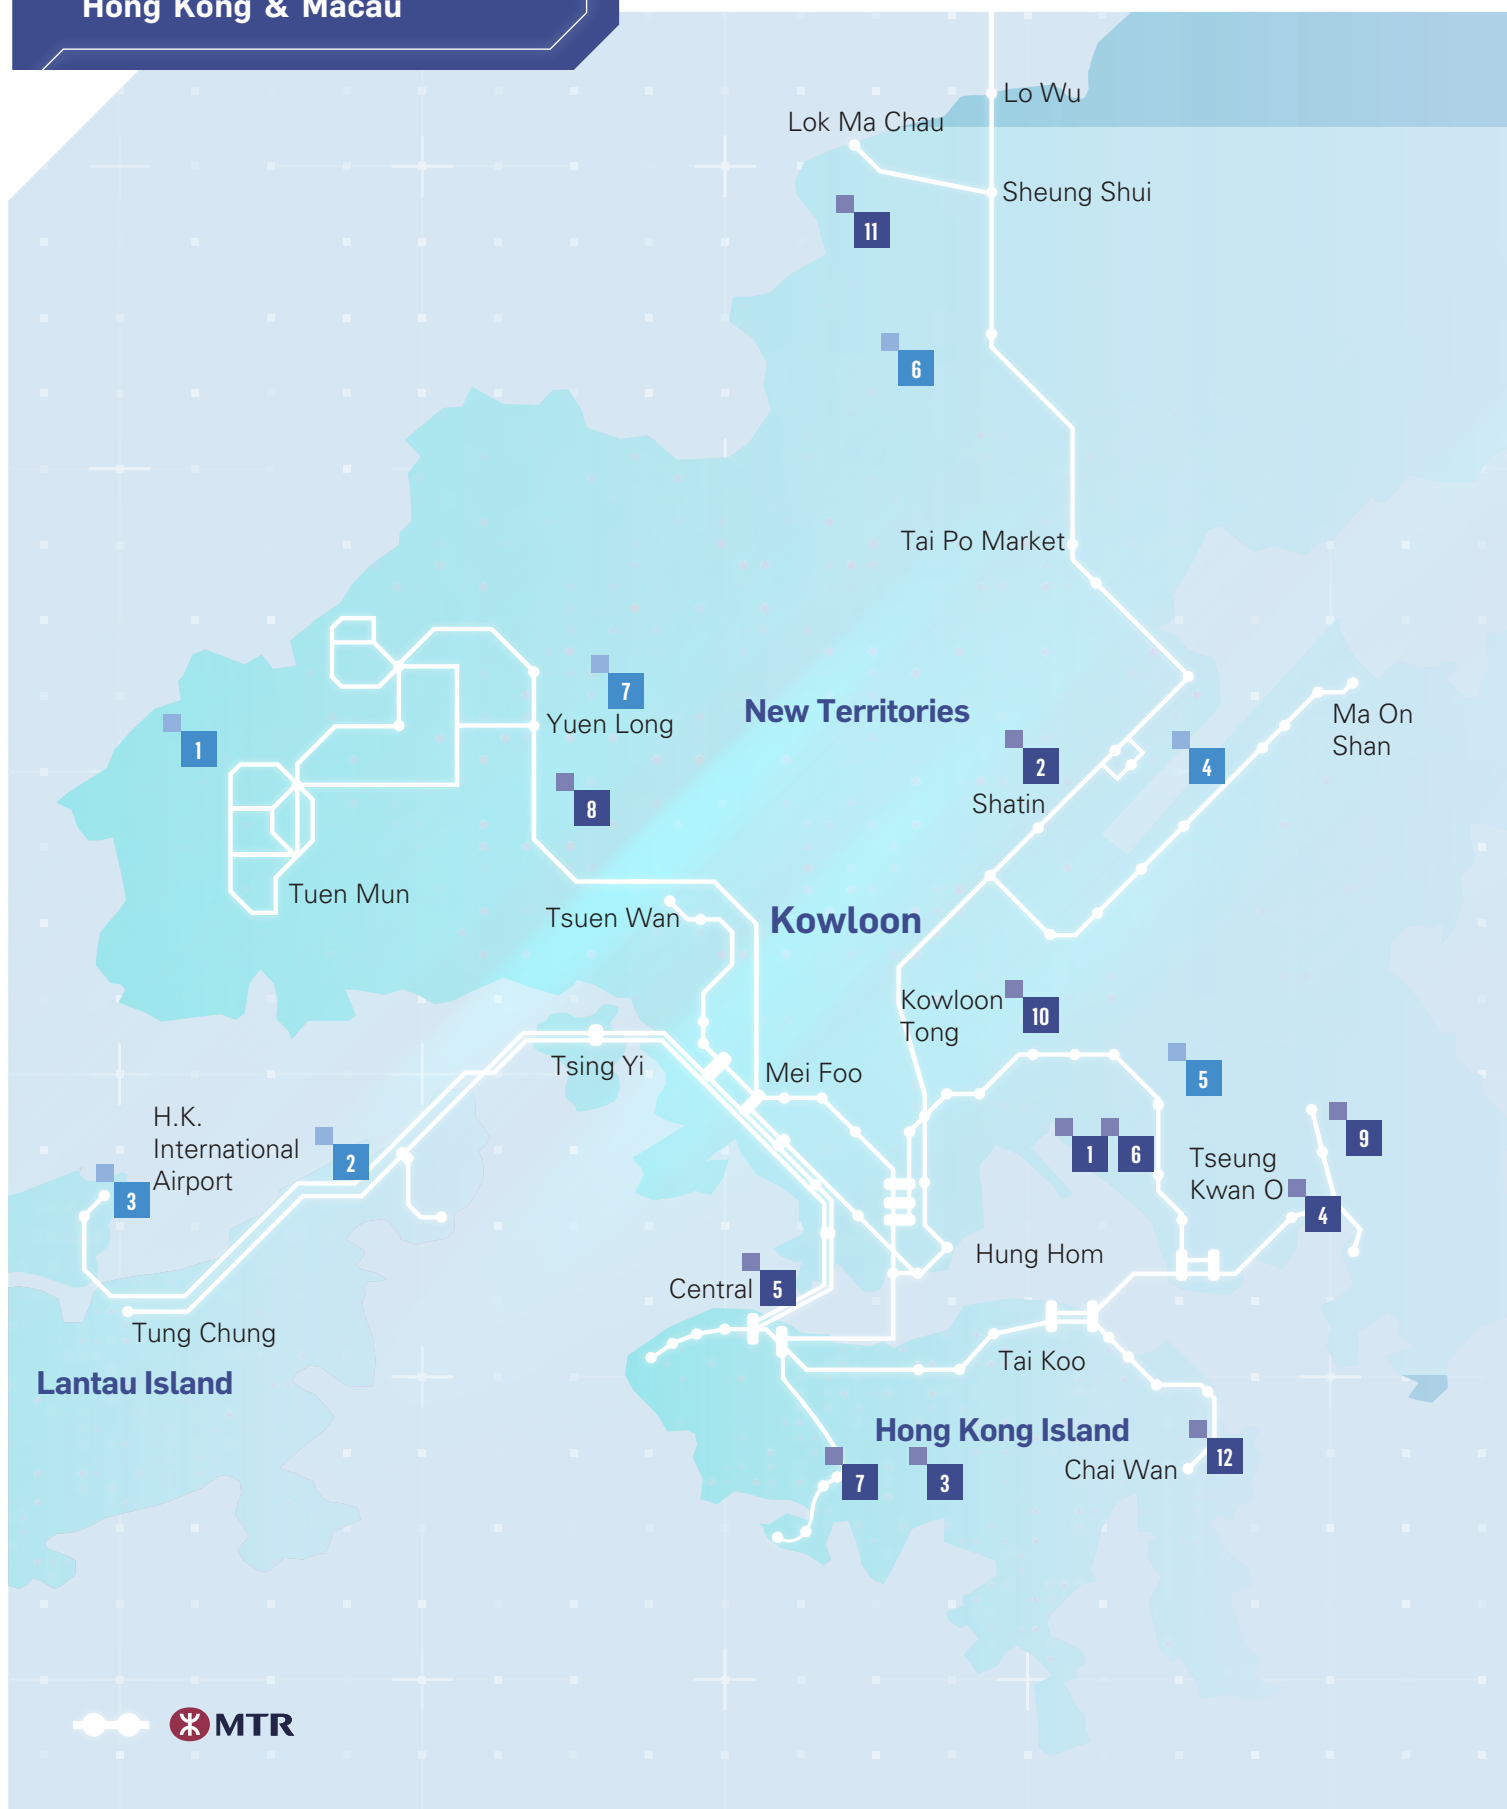 Hong Kong & Macau
Lo Wu
Lok Ma Chau
Sheung Shui
11
6
Tai Po Market
7
New Territories
Yuen Long
Ma On
Shan
1
2
4
8
Shatin
Tuen Mun
Tsuen Wan
Kowloon
Kowloon
Tong
10
Tsing Yi
Mei Foo
5
H.K.
International
Airport
2
3
1
6
9
Tseung
Kwan O
4
Hung Hom
Central
5
Tung Chung
Tai Koo
Lantau Island
Hong Kong Island
12
Chai Wan
7
3
MTR